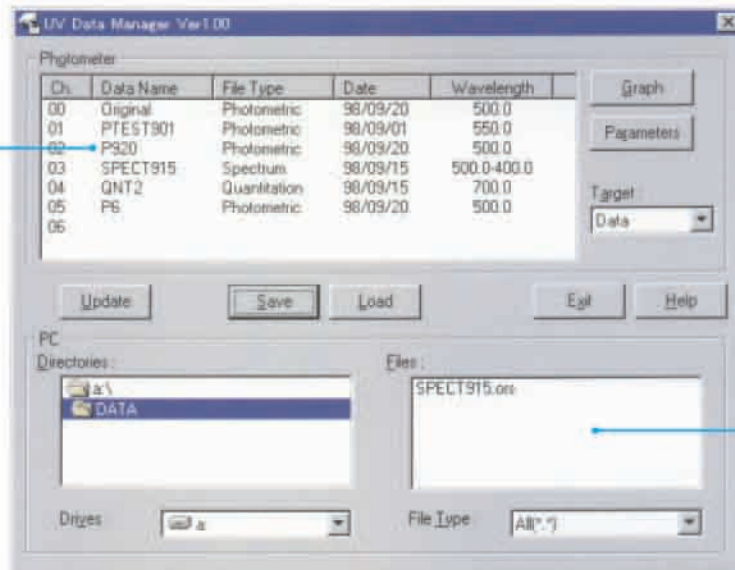 UV Data Manager Ver1.00
Photometer
Ch. Data Name File Type Date Wavelength
00 Original Photometric 98/09/20 500.0
01 PTEST901 Photometric 98/09/01 550.0
02 P920 Photometric 98/09/20 500.0
03 SPECT915 Spectrum 98/09/15 500.0-400.0
04 QNT2 Quantitation 98/09/15 700.0
05 P6 Photometric 98/09/20 500.0
06
Graph
Parameters
Target
Data
Update Save Load Exit Help
PC
Directories : Files :
a:\ SPECT915.ors
DATA
Drives a File Type All(*.*)